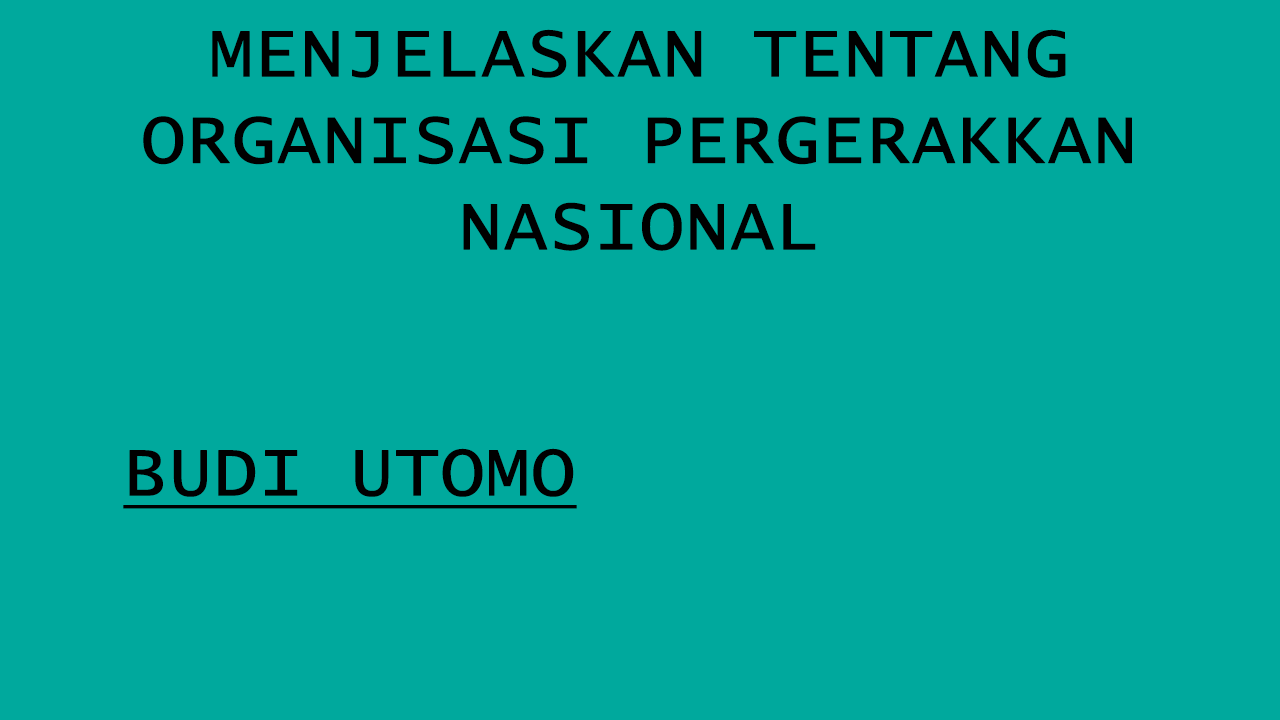 MENJELASKAN TENTANG
ORGANISASI PERGERAKKAN
NASIONAL
BUDI UTOMO